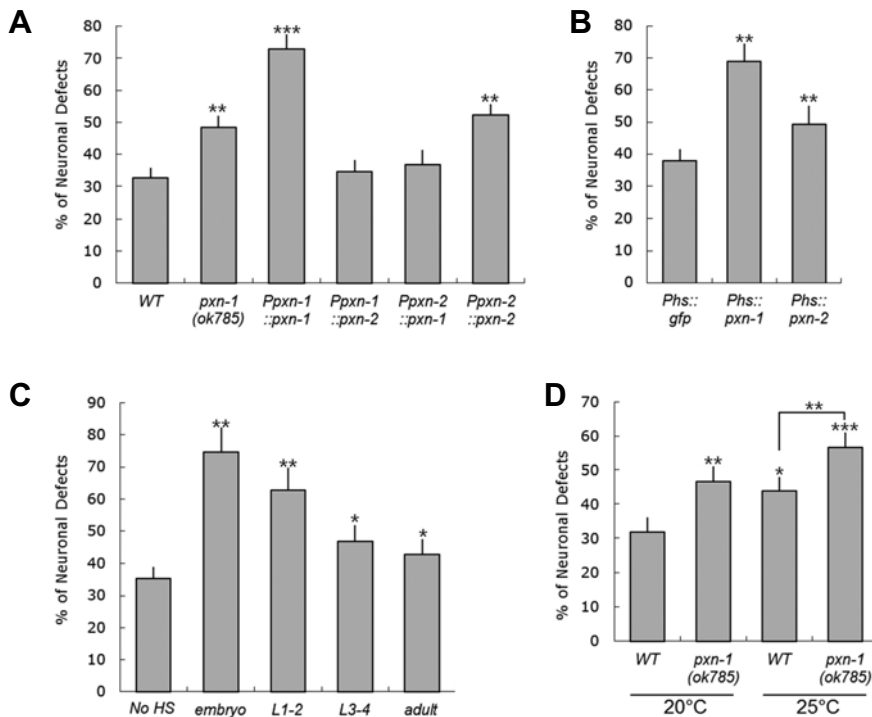 A
% of Neuronal Defects
80
70
60
50
40
30
20
10
0
**
***
**
WT
pxn-1
(ok785)
Ppxn-1
::pxn-1
Ppxn-1
::pxn-2
Ppxn-2
::pxn-1
Ppxn-2
::pxn-2
B
% of Neuronal Defects
80
70
60
50
40
30
20
10
0
**
**
Phs::
gfp
Phs::
pxn-1
Phs::
pxn-2
C
% of Neuronal Defects
90
80
70
60
50
40
30
20
10
0
**
**
*
*
No HS
embryo
L1-2
L3-4
adult
D
% of Neuronal Defects
70
60
50
40
30
20
10
0
**
*
**
***
WT
pxn-1
(ok785)
WT
pxn-1
(ok785)
20°C
25°C